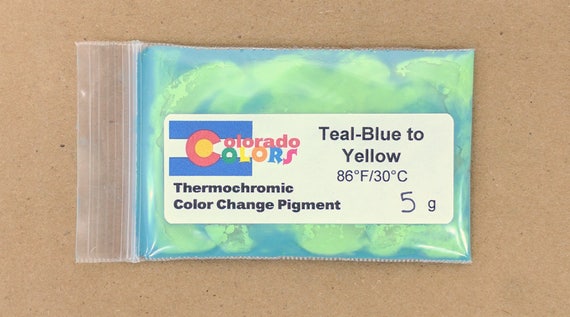 Colorado
COLORS
Thermochromic
Color Change Pigment
Teal-Blue to
Yellow
86°F/30°C
5 g